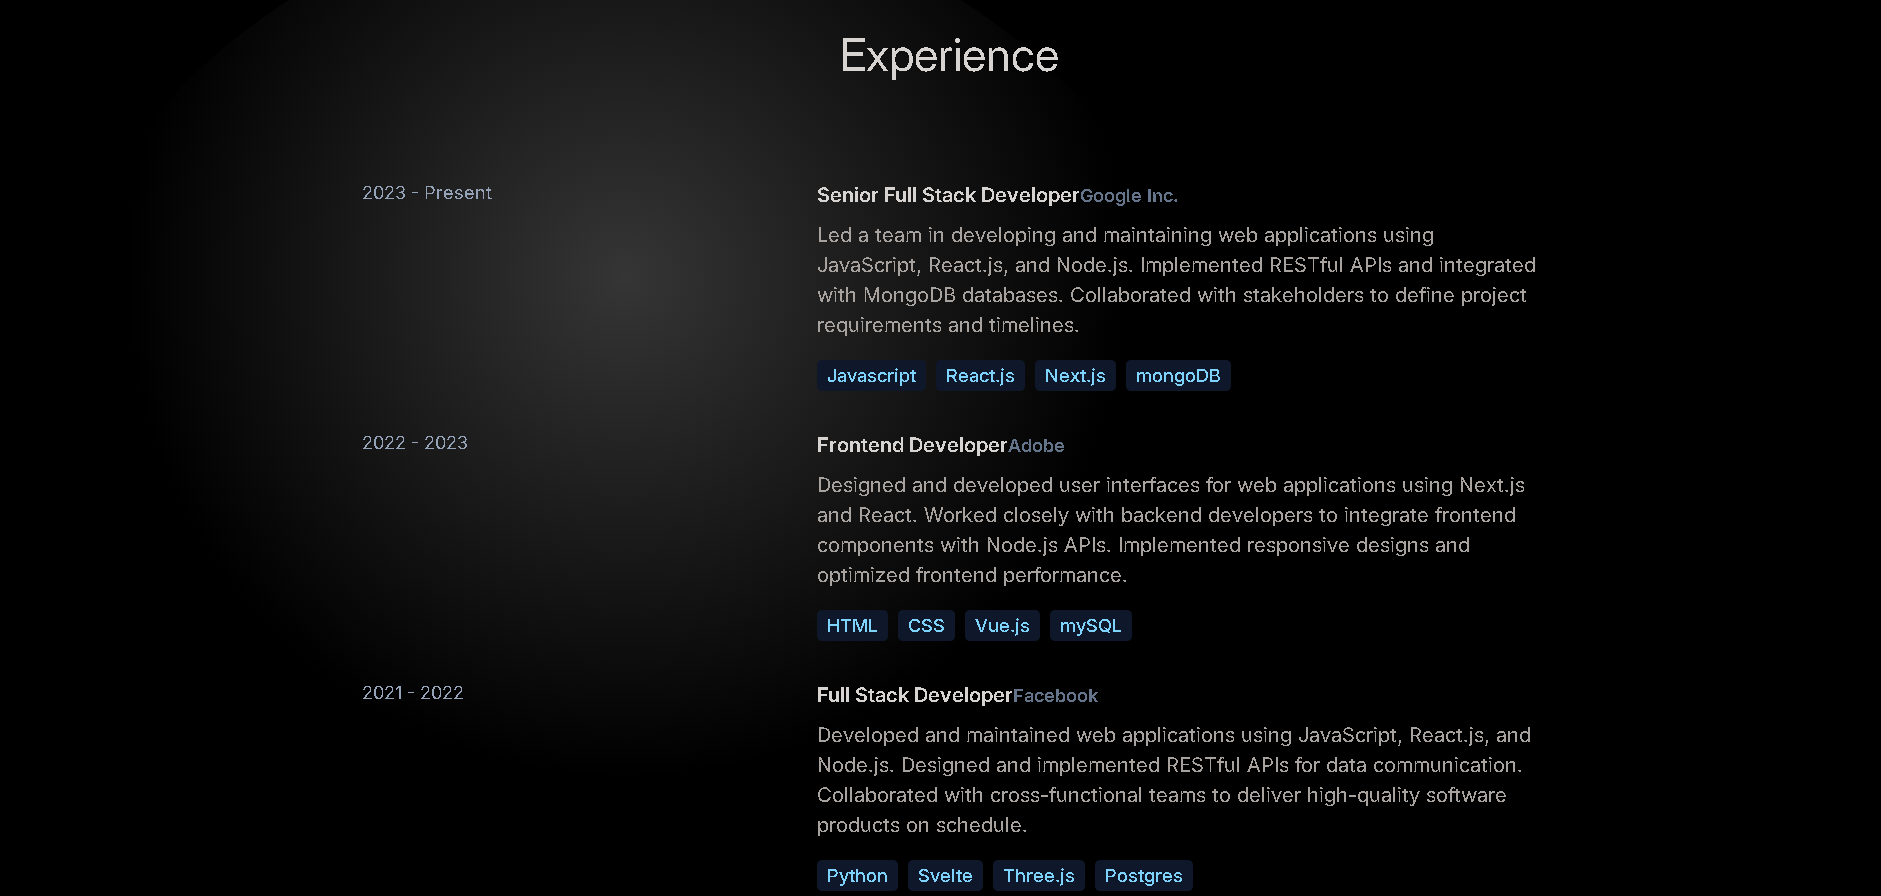 Experience
2023 - Present
Senior Full Stack Developer Google Inc.
Led a team in developing and maintaining web applications using
JavaScript, React.js, and Node.js. Implemented RESTful APIs and integrated
with MongoDB databases. Collaborated with stakeholders to define project
requirements and timelines.
Javascript React.js Next.js mongoDB
2022 - 2023
Frontend Developer Adobe
Designed and developed user interfaces for web applications using Next.js
and React. Worked closely with backend developers to integrate frontend
components with Node.js APIs. Implemented responsive designs and
optimized frontend performance.
HTML CSS Vue.js mySQL
2021 - 2022
Full Stack Developer Facebook
Developed and maintained web applications using JavaScript, React.js, and
Node.js. Designed and implemented RESTful APIs for data communication.
Collaborated with cross-functional teams to deliver high-quality software
products on schedule.
Python Svelte Three.js Postgres